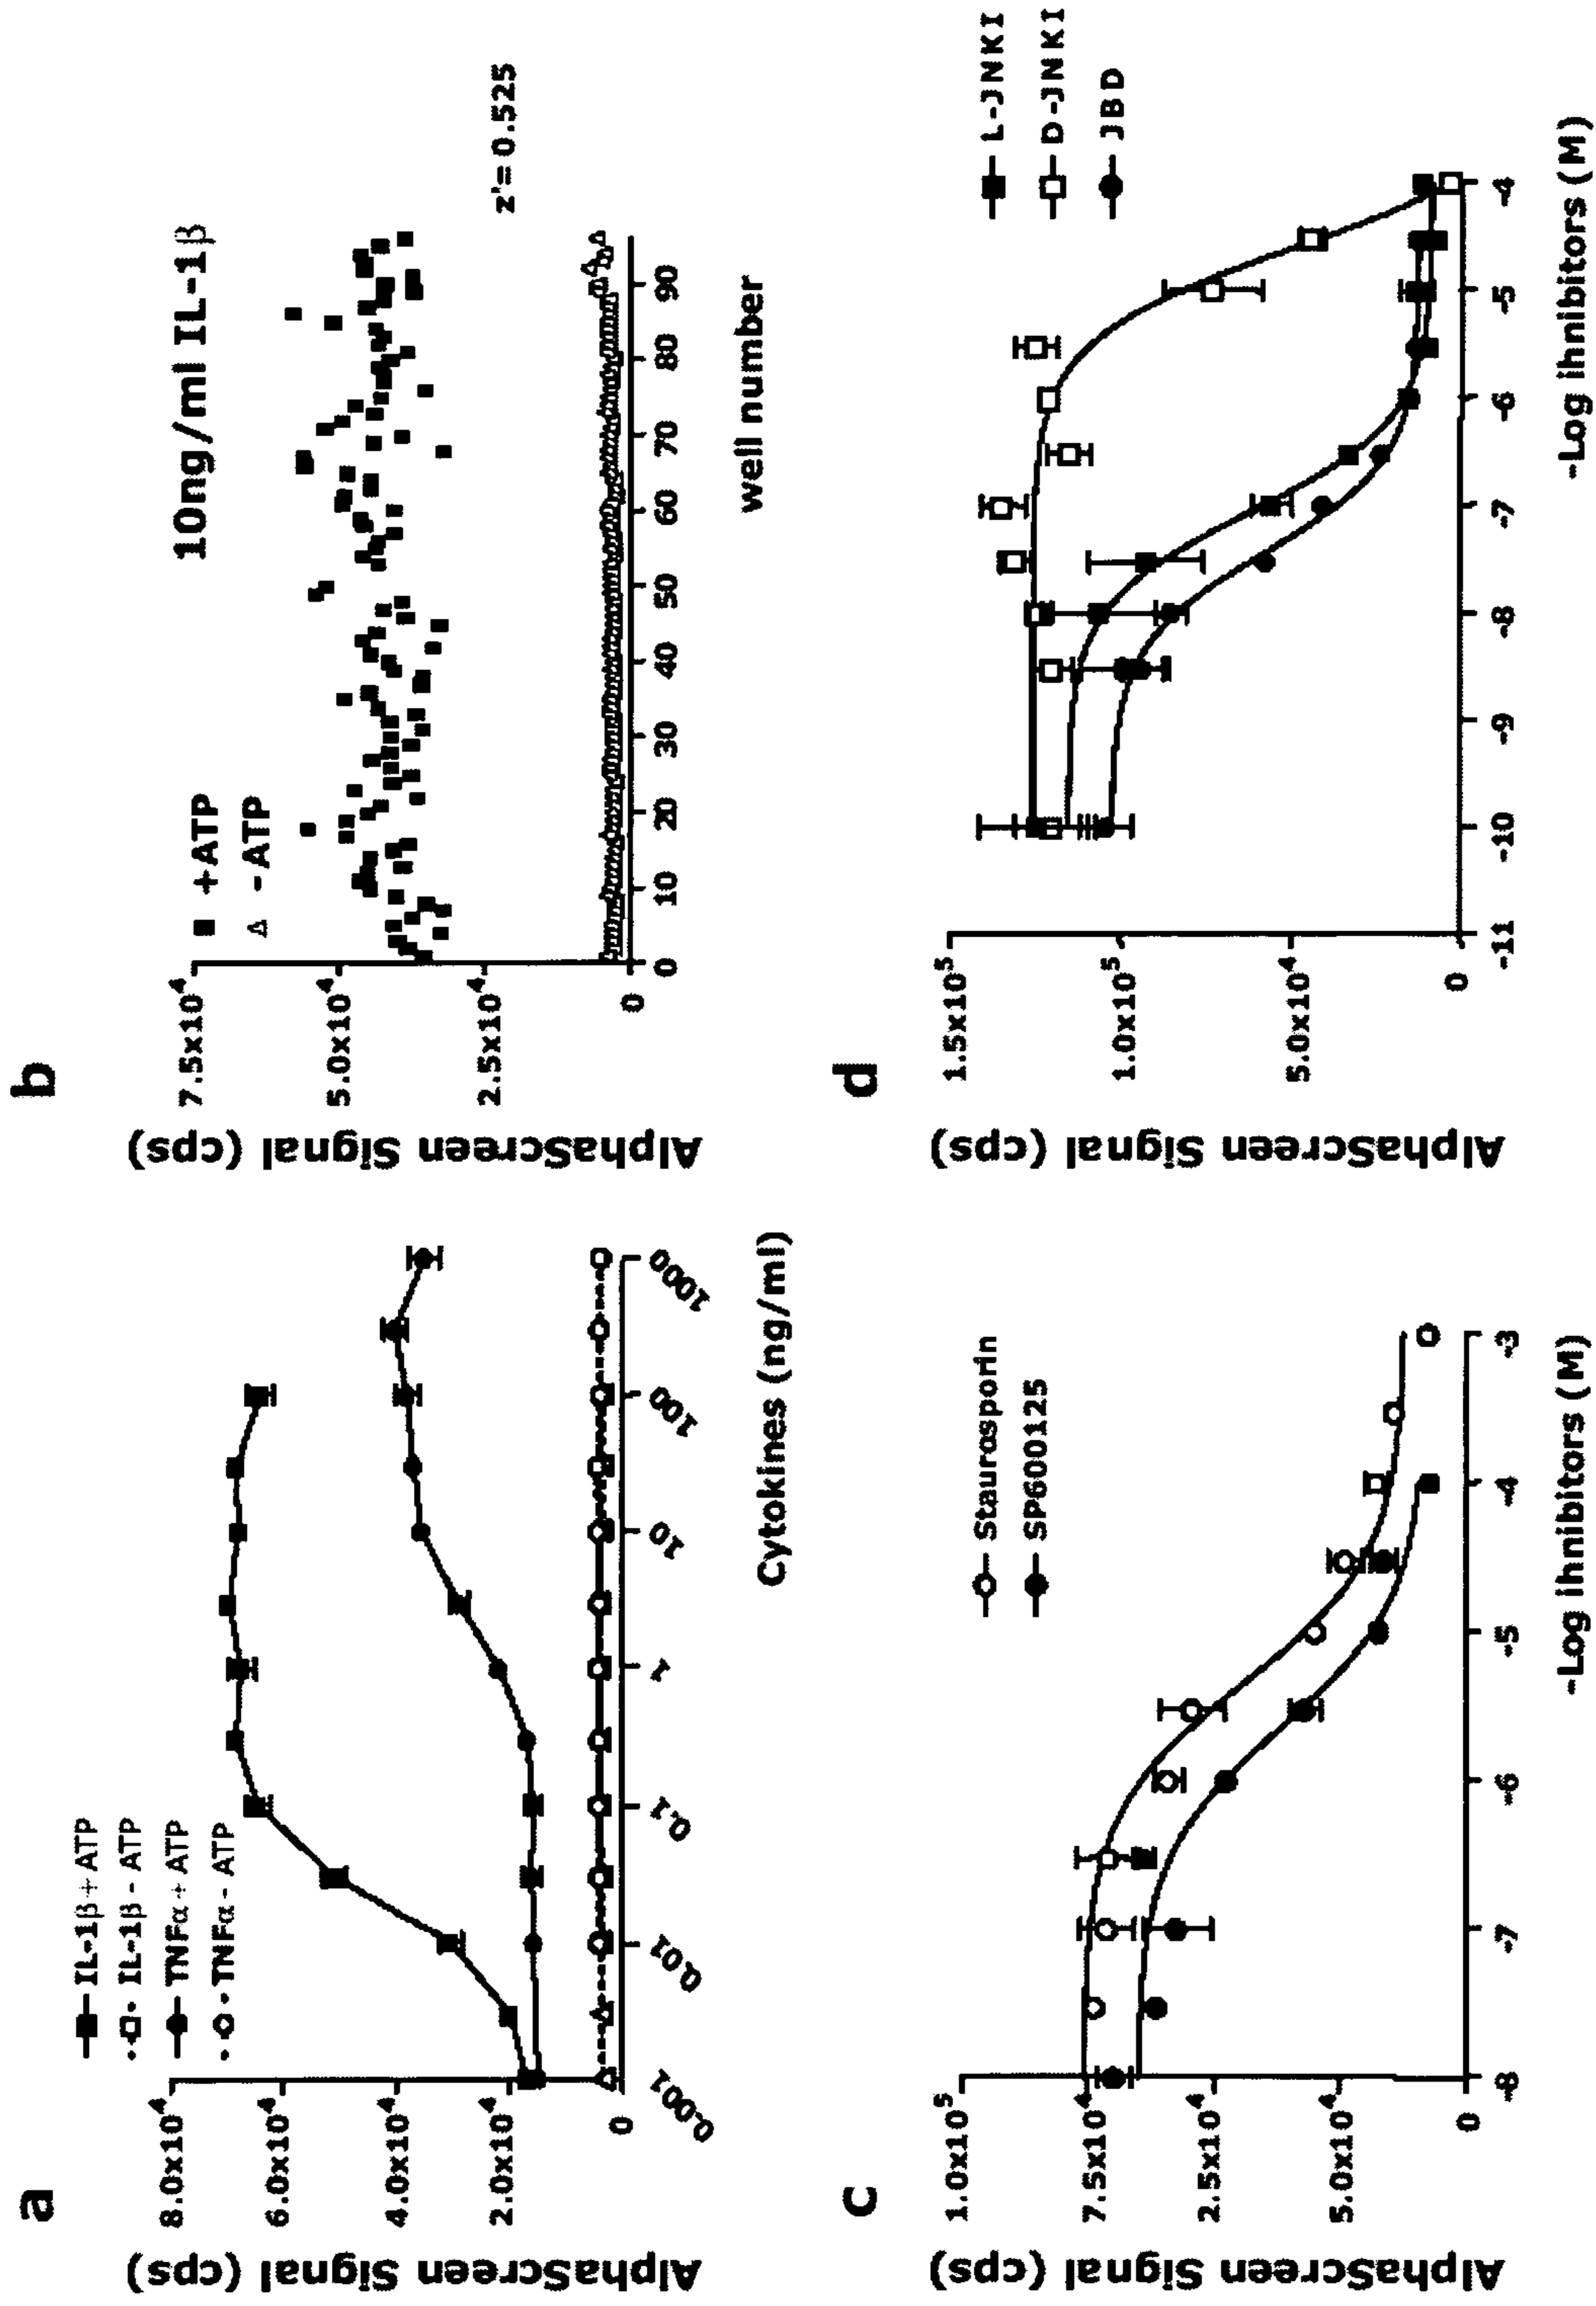 a
AlphaScreen Signal (cps)
8.0x10⁴
6.0x10⁴
4.0x10⁴
2.0x10⁴
0
IL-1β+ATP
IL-1β-ATP
TNFα+ATP
TNFα-ATP
0.001
0.01
0.1
1
10
100
1000
Cytokines (ng/ml)
b
AlphaScreen Signal (cps)
7.5x10⁴
5.0x10⁴
2.5x10⁴
0
+ATP
-ATP
10ng/ml IL-1β
z'= 0.525
0 10 20 30 40 50 60 70 80 90
well number
c
AlphaScreen Signal (cps)
1.0x10⁵
7.5x10⁴
2.5x10⁴
5.0x10⁴
0
Staurosporin
SP600125
-8 -7 -6 -5 -4 -3
-Log ihnibitors (M)
d
AlphaScreen Signal (cps)
1.5x10⁵
1.0x10⁵
5.0x10⁴
0
L-JNKI
D-JNKI
JBD
-11 -10 -9 -8 -7 -6 -5 -4
-Log ihnibitors (M)